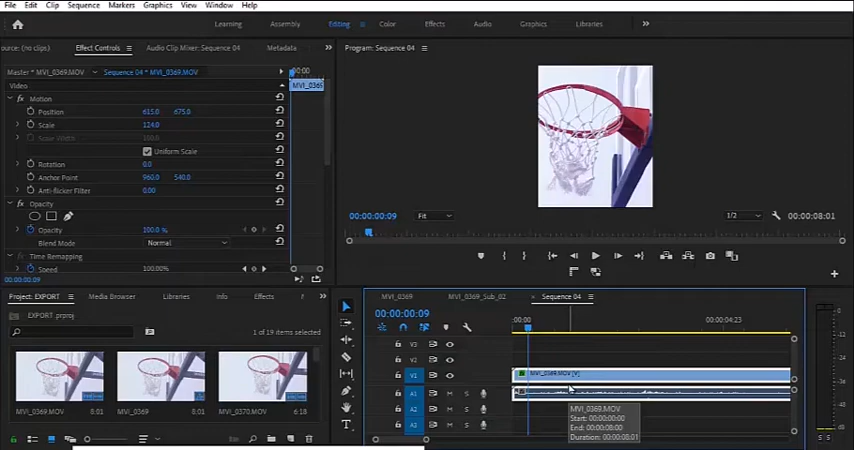 File Edit Clip Sequence Markers Graphics View Window Help
Learning Assembly Editing Color Effects Audio Graphics Libraries
ource: (no clips) Effect Controls Audio Clip Mixer: Sequence 04 Metadata
Program: Sequence 04
Master * MVI_0369.MOV Sequence 04 * MVI_0369.MOV
:00:00
Video
MVI_0369
fx Motion
Position 615.0 675.0
Scale 124.0
Scale Width 100.0
Uniform Scale
Rotation 0.0
Anchor Point 960.0 540.0
Anti-flicker Filter 0.00
fx Opacity
Opacity 100.0 %
Blend Mode Normal
Time Remapping
Speed 100.00%
00:00:00:09
00:00:00:09 Fit 1/2 00:00:08:01
Project: EXPORT Media Browser Libraries Info Effects
EXPORT.prproj
1 of 19 items selected
MVI_0369.MOV 8:01
MVI_0369 8:01
MVI_0370.MOV 6:18
MVI_0369 MVI_0369_Sub_02 Sequence 04
00:00:00:09
:00:00 00:00:04:23
V3
V2
V1 MVI_0369.MOV [V]
A1 M S
A2 M S
M S
MVI_0369.MOV
Start: 00:00:00:00
End: 00:00:08:00
Duration: 00:00:08:01
S S